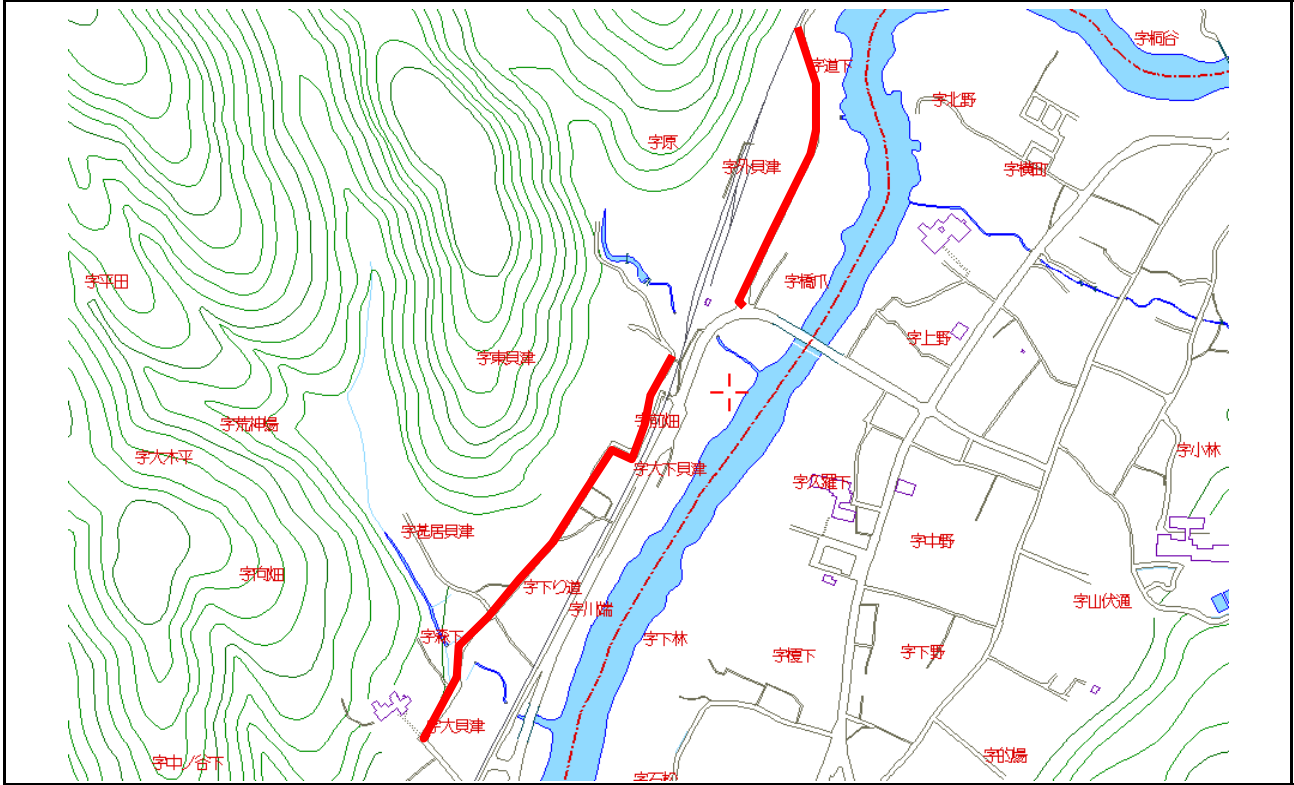 字桐谷
字道下
字北野
字原
字外貝津
字横町
字平田
字橋爪
字上野
字東貝津
字前畑
字荒神場
字大木平
字大下貝津
字小林
字広羅下
字甚居貝津
字中野
字向畑
字下り道
字川端
字山伏通
字森下
字下林
字榎下
字下野
字大貝津
字中ノ谷下
字的場
字石松